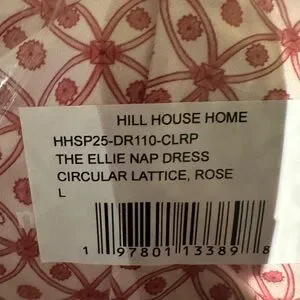 HILL HOUSE HOME
HHSP25-DR110-CLRP
THE ELLIE NAP DRESS
CIRCULAR LATTICE, ROSE
L
1 97801 13389 8